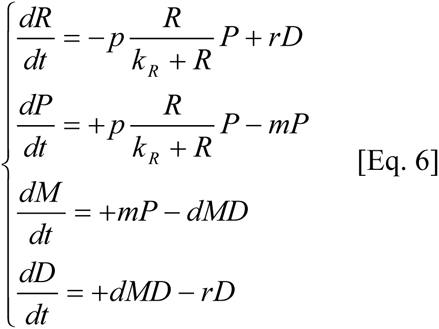 dR/dt = −p R/(k_R + R) P + rD
dP/dt = +p R/(k_R + R) P − mP
[Eq. 6]
dM/dt = +mP − dMD
dD/dt = +dMD − rD